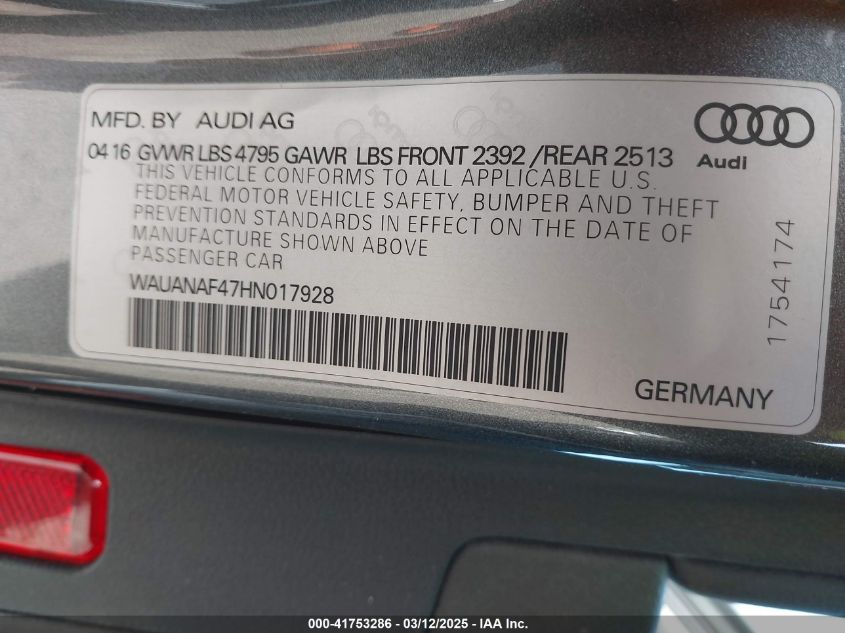 MFD. BY AUDI AG
Audi
04 16 GVWR LBS 4795 GAWR LBS FRONT 2392 /REAR 2513
THIS VEHICLE CONFORMS TO ALL APPLICABLE U.S.
FEDERAL MOTOR VEHICLE SAFETY, BUMPER AND THEFT
PREVENTION STANDARDS IN EFFECT ON THE DATE OF
MANUFACTURE SHOWN ABOVE
PASSENGER CAR
WAUANAF47HN017928
1754174
GERMANY
000-41753286 - 03/12/2025 - IAA Inc.